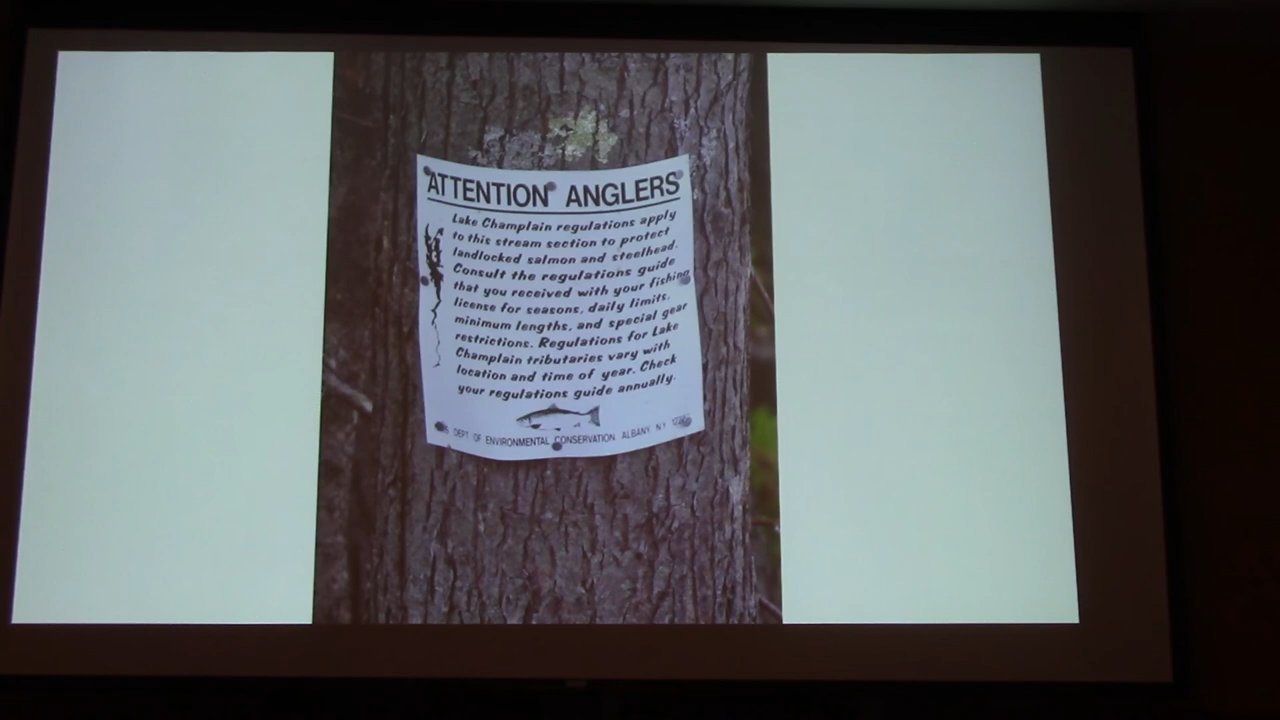 ATTENTION ANGLERS
Lake Champlain regulations apply
to this stream section to protect
landlocked salmon and steelhead.
Consult the regulations guide
that you received with your fishing
license for seasons, daily limits,
minimum lengths, and special gear
restrictions. Regulations for Lake
Champlain tributaries vary with
location and time of year. Check
your regulations guide annually.
DEPT OF ENVIRONMENTAL CONSERVATION ALBANY N.Y.